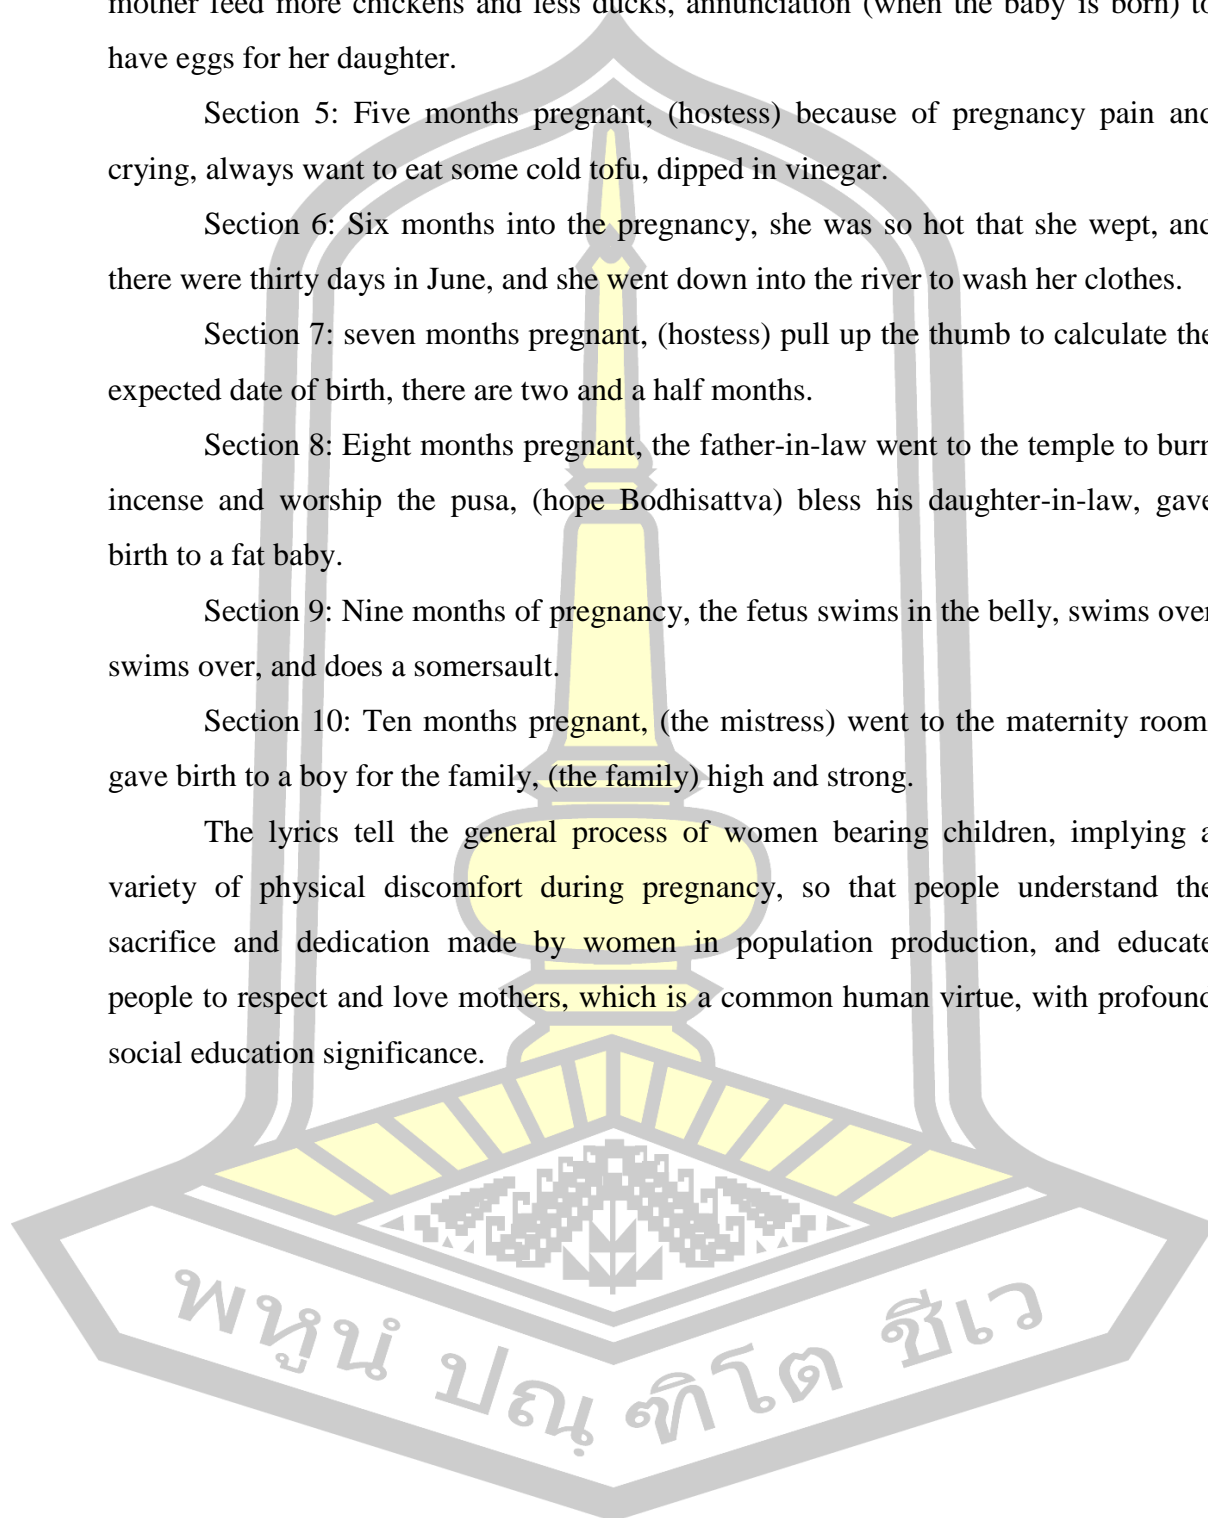 mother feed more chickens and less ducks, annunciation (when the baby is born) to
have eggs for her daughter.
Section 5: Five months pregnant, (hostess) because of pregnancy pain and
crying, always want to eat some cold tofu, dipped in vinegar.
Section 6: Six months into the pregnancy, she was so hot that she wept, and
there were thirty days in June, and she went down into the river to wash her clothes.
Section 7: seven months pregnant, (hostess) pull up the thumb to calculate the
expected date of birth, there are two and a half months.
Section 8: Eight months pregnant, the father-in-law went to the temple to burn
incense and worship the pusa, (hope Bodhisattva) bless his daughter-in-law, gave
birth to a fat baby.
Section 9: Nine months of pregnancy, the fetus swims in the belly, swims over
swims over, and does a somersault.
Section 10: Ten months pregnant, (the mistress) went to the maternity room
gave birth to a boy for the family, (the family) high and strong.
The lyrics tell the general process of women bearing children, implying a
variety of physical discomfort during pregnancy, so that people understand the
sacrifice and dedication made by women in population production, and educate
people to respect and love mothers, which is a common human virtue, with profound
social education significance.
พหูนํ ปณฺฑิโต ชีเว